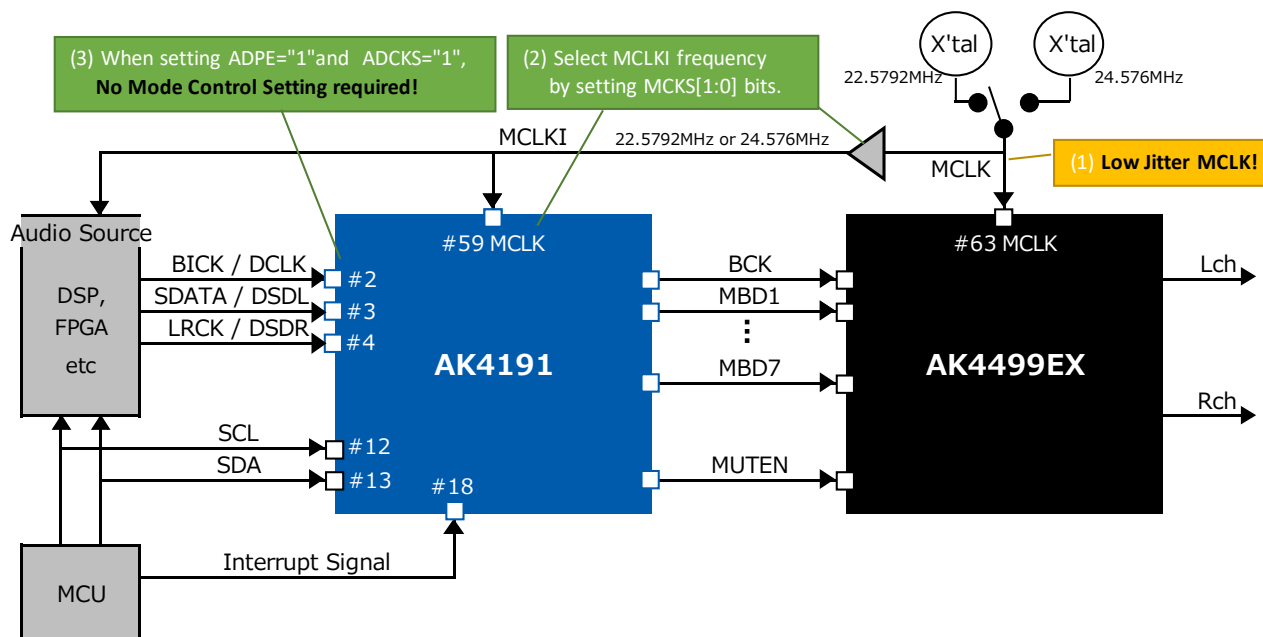 (3) When setting ADPE="1"and ADCKS="1",
No Mode Control Setting required!
(2) Select MCLKI frequency
by setting MCKS[1:0] bits.
X'tal
X'tal
22.5792MHz
24.576MHz
MCLKI
22.5792MHz or 24.576MHz
MCLK
(1) Low Jitter MCLK!
Audio Source
DSP,
FPGA
etc
BICK / DCLK
SDATA / DSDL
LRCK / DSDR
#59 MCLK
#2
#3
#4
AK4191
BCK
MBD1
⋮
MBD7
#63 MCLK
AK4499EX
Lch
Rch
SCL
SDA
#12
#13
#18
MUTEN
Interrupt Signal
MCU